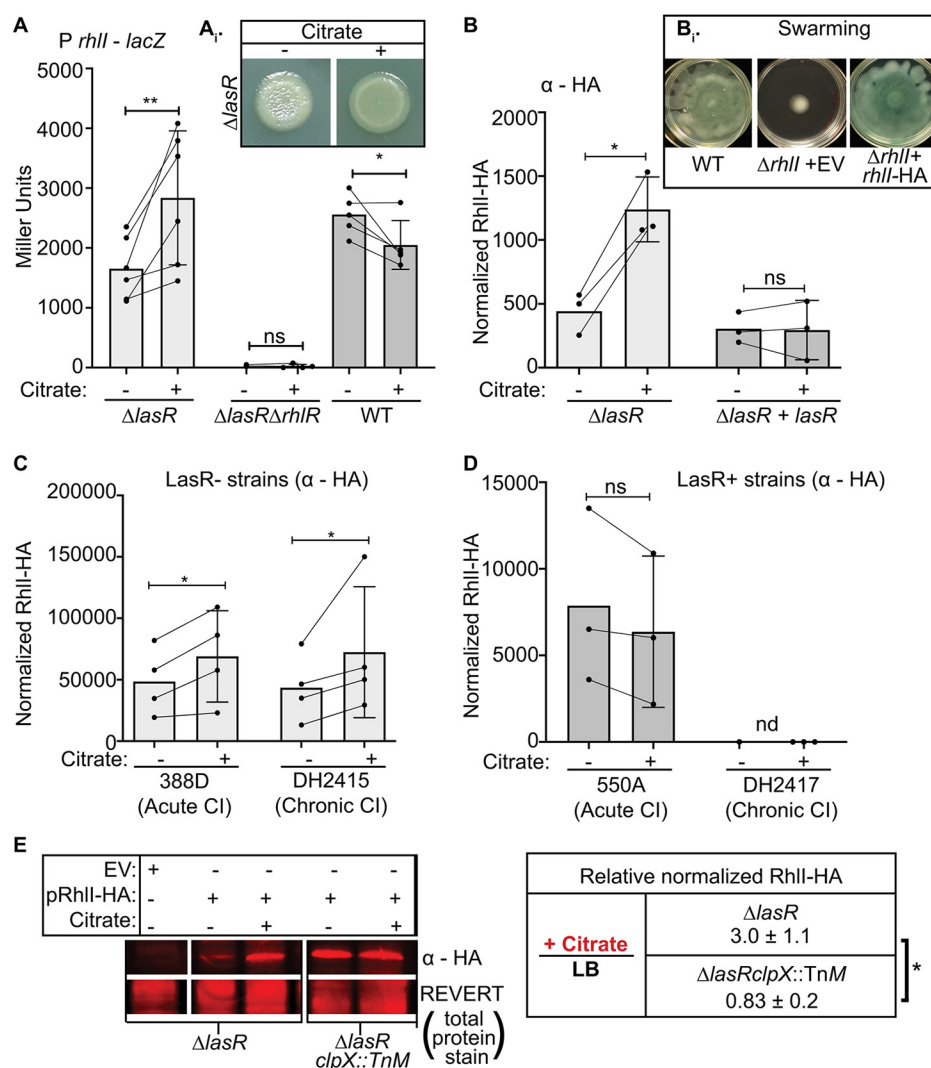 A
P rhlI - lacZ
Miller Units
5000
4000
3000
2000
1000
0
**
ns
*
Citrate:
- + - + - +
ΔlasR
ΔlasRΔrhlR
WT
Ai.
Citrate
- +
ΔlasR
B
α - HA
Normalized RhlI-HA
2000
1500
1000
500
0
*
ns
Citrate:
- + - +
ΔlasR
ΔlasR + lasR
Bi.
Swarming
WT
ΔrhlI +EV
ΔrhlI+
rhlI-HA
C
LasR- strains (α - HA)
Normalized RhlI-HA
200000
150000
100000
50000
0
*
*
Citrate:
- + - +
388D
(Acute CI)
DH2415
(Chronic CI)
D
LasR+ strains (α - HA)
Normalized RhlI-HA
15000
10000
5000
0
ns
nd
Citrate:
- + - +
550A
(Acute CI)
DH2417
(Chronic CI)
E
EV: + - - - -
pRhlI-HA: - + + + +
Citrate: - - + - +
α - HA
REVERT
(total
protein
stain)
ΔlasR
ΔlasR
clpX::TnM
Relative normalized RhlI-HA
+ Citrate
LB
ΔlasR
3.0 ± 1.1
ΔlasRclpX::TnM
0.83 ± 0.2
*